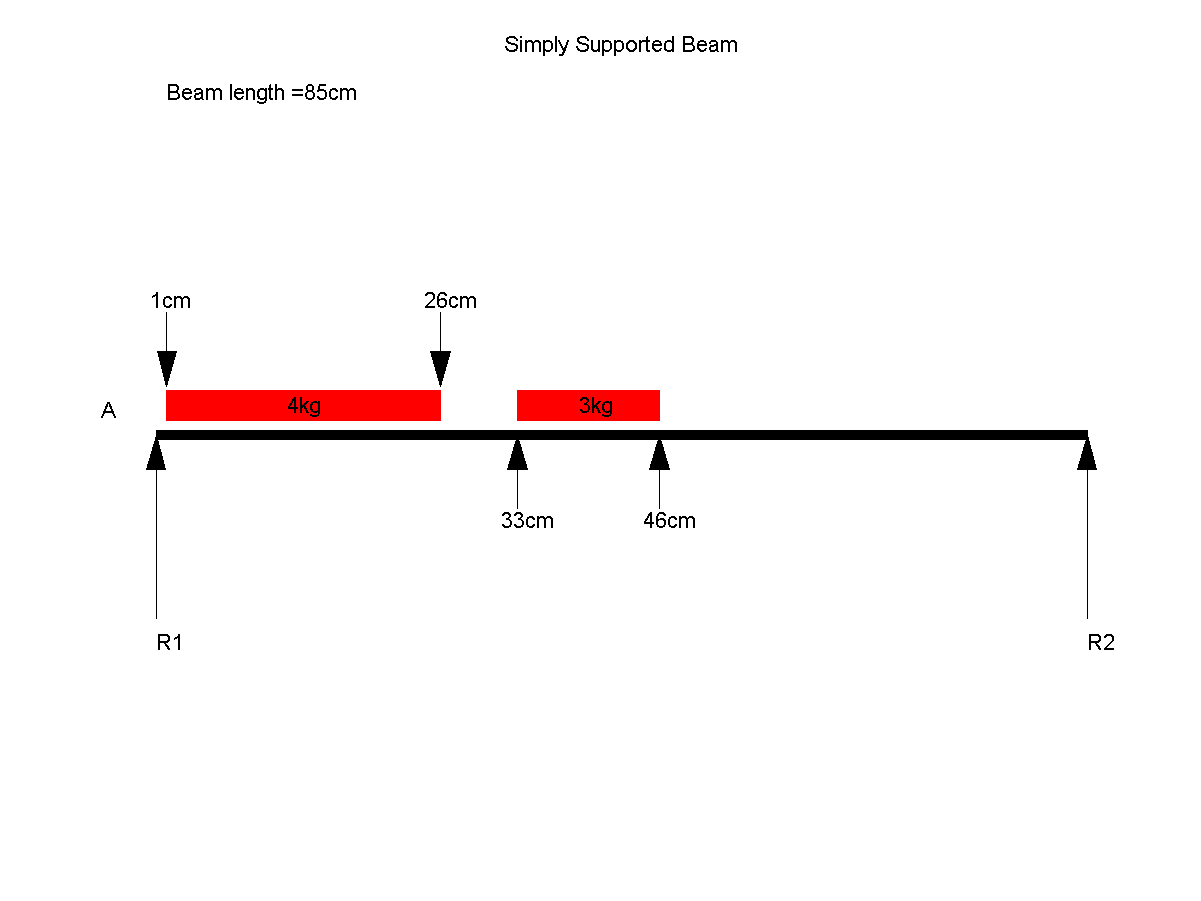 Simply Supported Beam
Beam length =85cm
1cm
26cm
A
4kg
3kg
33cm
46cm
R1
R2